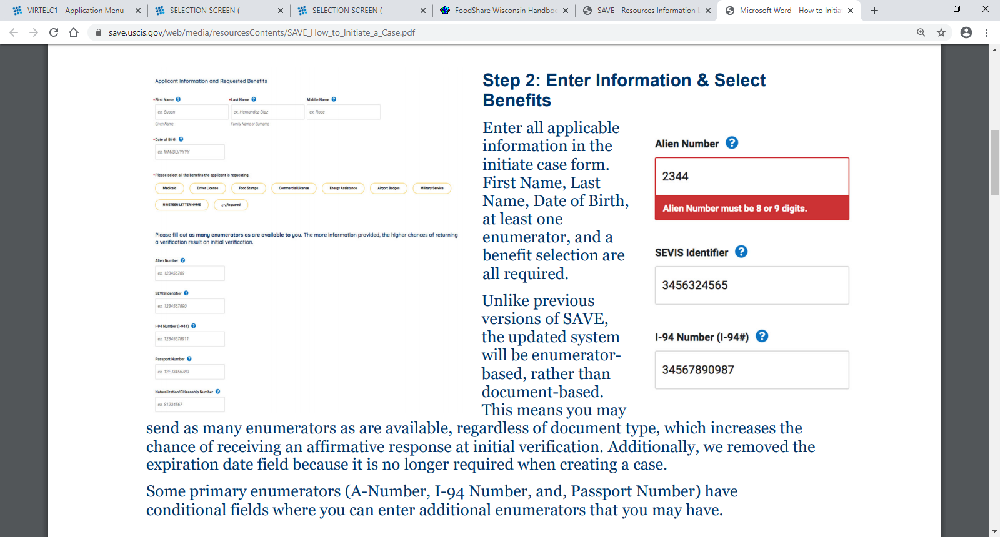 VIRTELC1 - Application Menu
SELECTION SCREEN (
SELECTION SCREEN (
FoodShare Wisconsin Handboo
SAVE - Resources Information
Microsoft Word - How to Initia
save.uscis.gov/web/media/resourcesContents/SAVE_How_to_Initiate_a_Case.pdf
Applicant Information and Requested Benefits
*First Name ? *Last Name ? Middle Name ?
ex. Susan ex. Hernandez-Diaz ex. Rose
Given Name Family Name or Surname
*Date of Birth ?
ex. MM/DD/YYYY
*Please select all the benefits the applicant is requesting.
Medicaid Driver License Food Stamps Commercial License Energy Assistance Airport Badges Military Service
NINETEEN LETTER NAME ¿÷¿Rsquared
Please fill out as many enumerators as are available to you. The more information provided, the higher chances of returning
a verification result on initial verification.
Alien Number ?
ex. 123456789
SEVIS Identifier ?
ex. 1234567890
I-94 Number (I-94#) ?
ex. 12345678911
Passport Number ?
ex. 12EJ3456789
Naturalization/Citizenship Number ?
ex. S1234567
Step 2: Enter Information & Select
Benefits
Enter all applicable
information in the
initiate case form.
First Name, Last
Name, Date of Birth,
at least one
enumerator, and a
benefit selection are
all required.
Unlike previous
versions of SAVE,
the updated system
will be enumerator-
based, rather than
document-based.
This means you may
Alien Number ?
2344
Alien Number must be 8 or 9 digits.
SEVIS Identifier ?
3456324565
I-94 Number (I-94#) ?
34567890987
send as many enumerators as are available, regardless of document type, which increases the
chance of receiving an affirmative response at initial verification. Additionally, we removed the
expiration date field because it is no longer required when creating a case.
Some primary enumerators (A-Number, I-94 Number, and, Passport Number) have
conditional fields where you can enter additional enumerators that you may have.